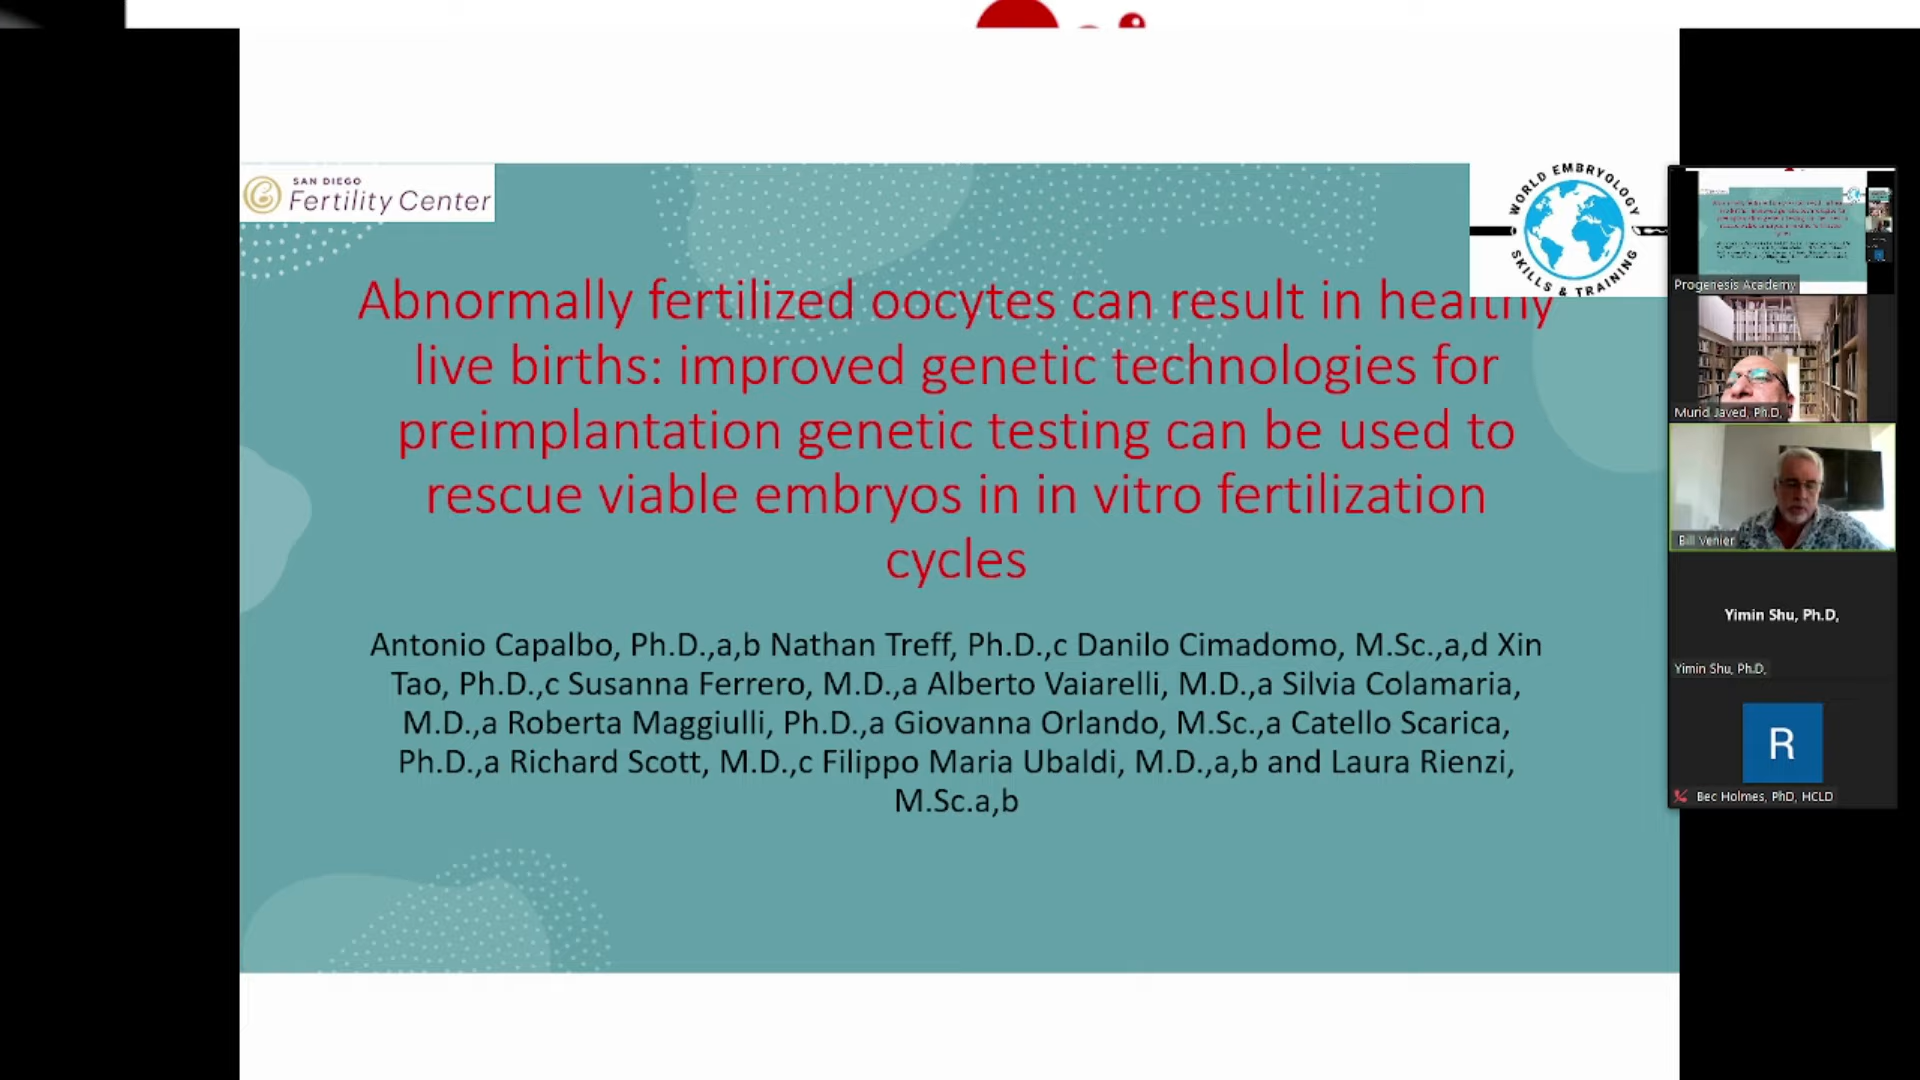 SAN DIEGO
Fertility Center
WORLD EMBRYOLOGY
SKILLS & TRAINING
Abnormally fertilized oocytes can result in healthy
live births: improved genetic technologies for
preimplantation genetic testing can be used to
rescue viable embryos in in vitro fertilization
cycles
Antonio Capalbo, Ph.D.,a,b Nathan Treff, Ph.D.,c Danilo Cimadomo, M.Sc.,a,d Xin
Tao, Ph.D.,c Susanna Ferrero, M.D.,a Alberto Vaiarelli, M.D.,a Silvia Colamaria,
M.D.,a Roberta Maggiulli, Ph.D.,a Giovanna Orlando, M.Sc.,a Catello Scarica,
Ph.D.,a Richard Scott, M.D.,c Filippo Maria Ubaldi, M.D.,a,b and Laura Rienzi,
M.Sc.a,b
Progenesis Academy
Murid Javed, Ph.D,
Bill Venier
Yimin Shu, Ph.D,
Yimin Shu, Ph.D,
R
Bec Holmes, PhD, HCLD